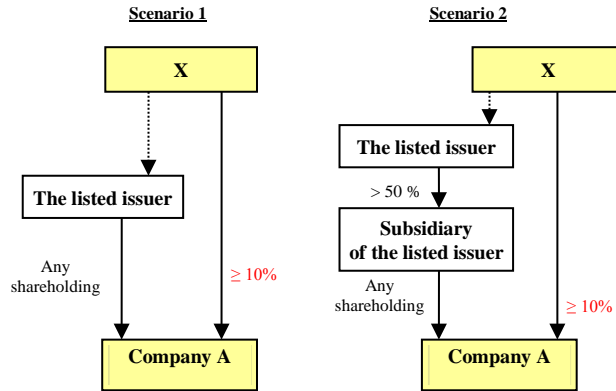 Scenario 1
X
The listed issuer
Any
shareholding
≥ 10%
Company A
Scenario 2
X
The listed issuer
> 50 %
Subsidiary
of the listed issuer
Any
shareholding
≥ 10%
Company A